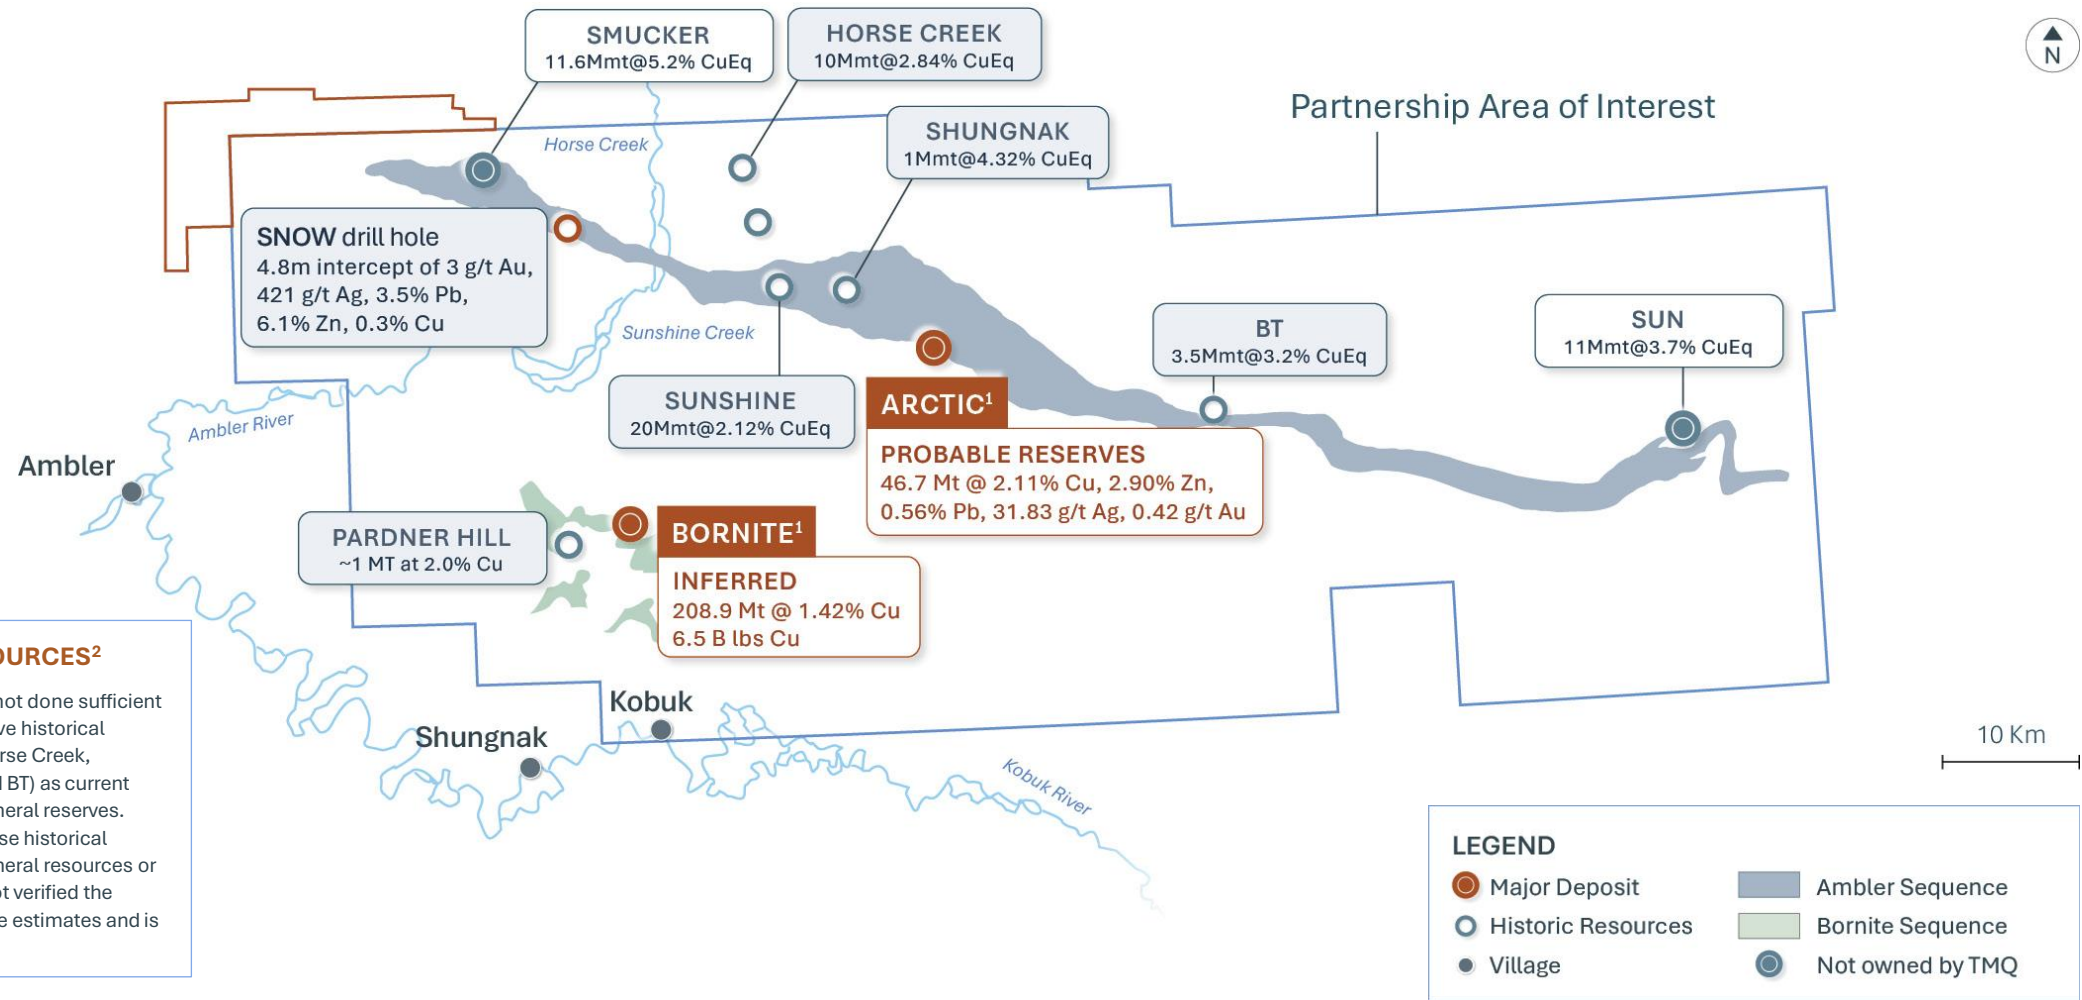 SMUCKER
11.6Mmt@5.2% CuEq
HORSE CREEK
10Mmt@2.84% CuEq
N
Partnership Area of Interest
SHUNGNAK
1Mmt@4.32% CuEq
Horse Creek
SNOW drill hole
4.8m intercept of 3 g/t Au,
421 g/t Ag, 3.5% Pb,
6.1% Zn, 0.3% Cu
Sunshine Creek
BT
3.5Mmt@3.2% CuEq
SUN
11Mmt@3.7% CuEq
SUNSHINE
20Mmt@2.12% CuEq
ARCTIC¹
PROBABLE RESERVES
46.7 Mt @ 2.11% Cu, 2.90% Zn,
0.56% Pb, 31.83 g/t Ag, 0.42 g/t Au
Ambler River
Ambler
PARDNER HILL
~1 MT at 2.0% Cu
BORNITE¹
INFERRED
208.9 Mt @ 1.42% Cu
6.5 B lbs Cu
OURCES²
not done sufficient
ve historical
rse Creek,
BT) as current
neral reserves.
se historical
neral resources or
ot verified the
e estimates and is
Kobuk
Shungnak
Kobuk River
10 Km
LEGEND
Major Deposit
Historic Resources
Village
Ambler Sequence
Bornite Sequence
Not owned by TMQ